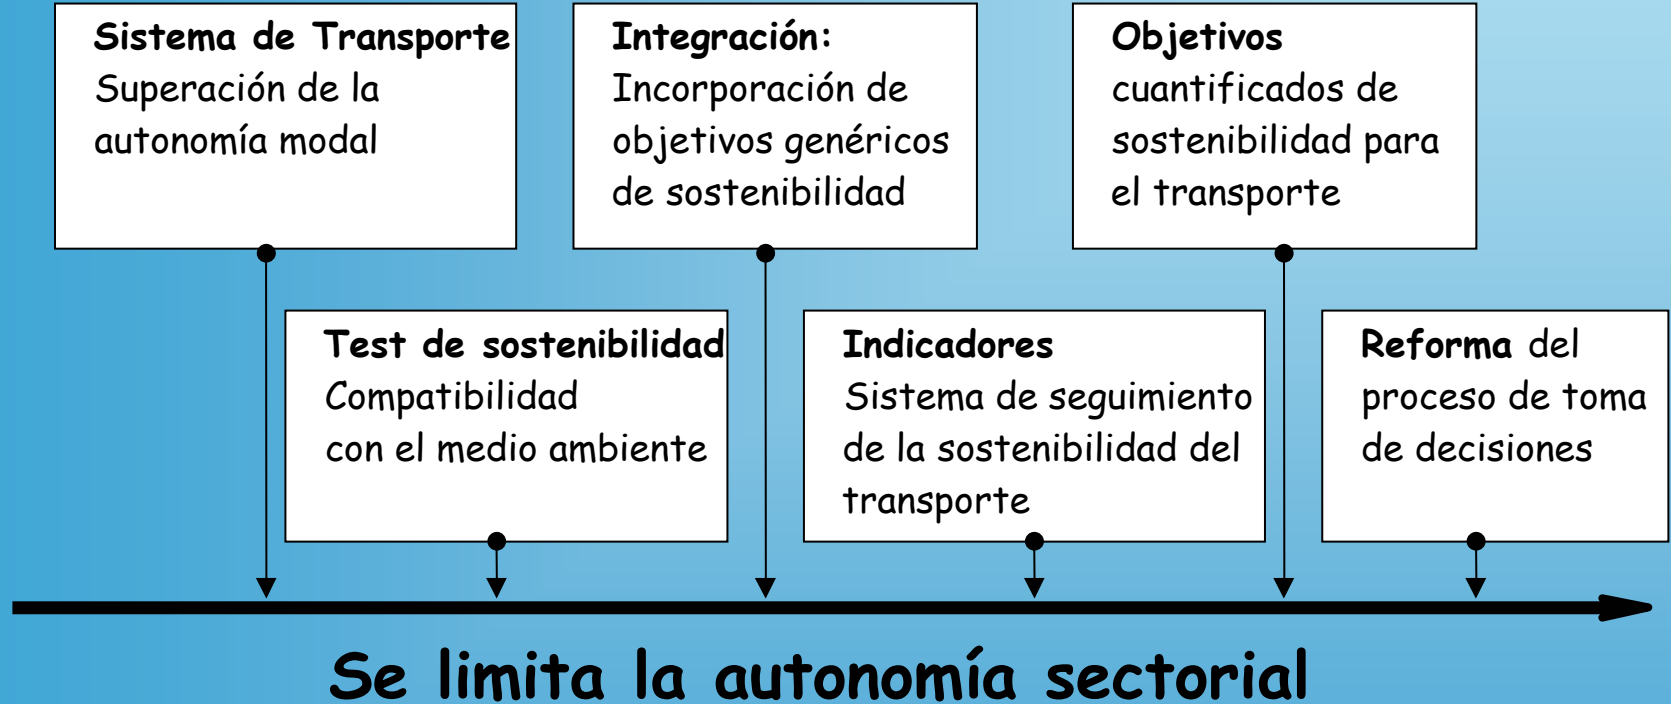 Sistema de Transporte
Superación de la
autonomía modal
Integración:
Incorporación de
objetivos genéricos
de sostenibilidad
Objetivos
cuantificados de
sostenibilidad para
el transporte
Test de sostenibilidad
Compatibilidad
con el medio ambiente
Indicadores
Sistema de seguimiento
de la sostenibilidad del
transporte
Reforma del
proceso de toma
de decisiones
Se limita la autonomía sectorial